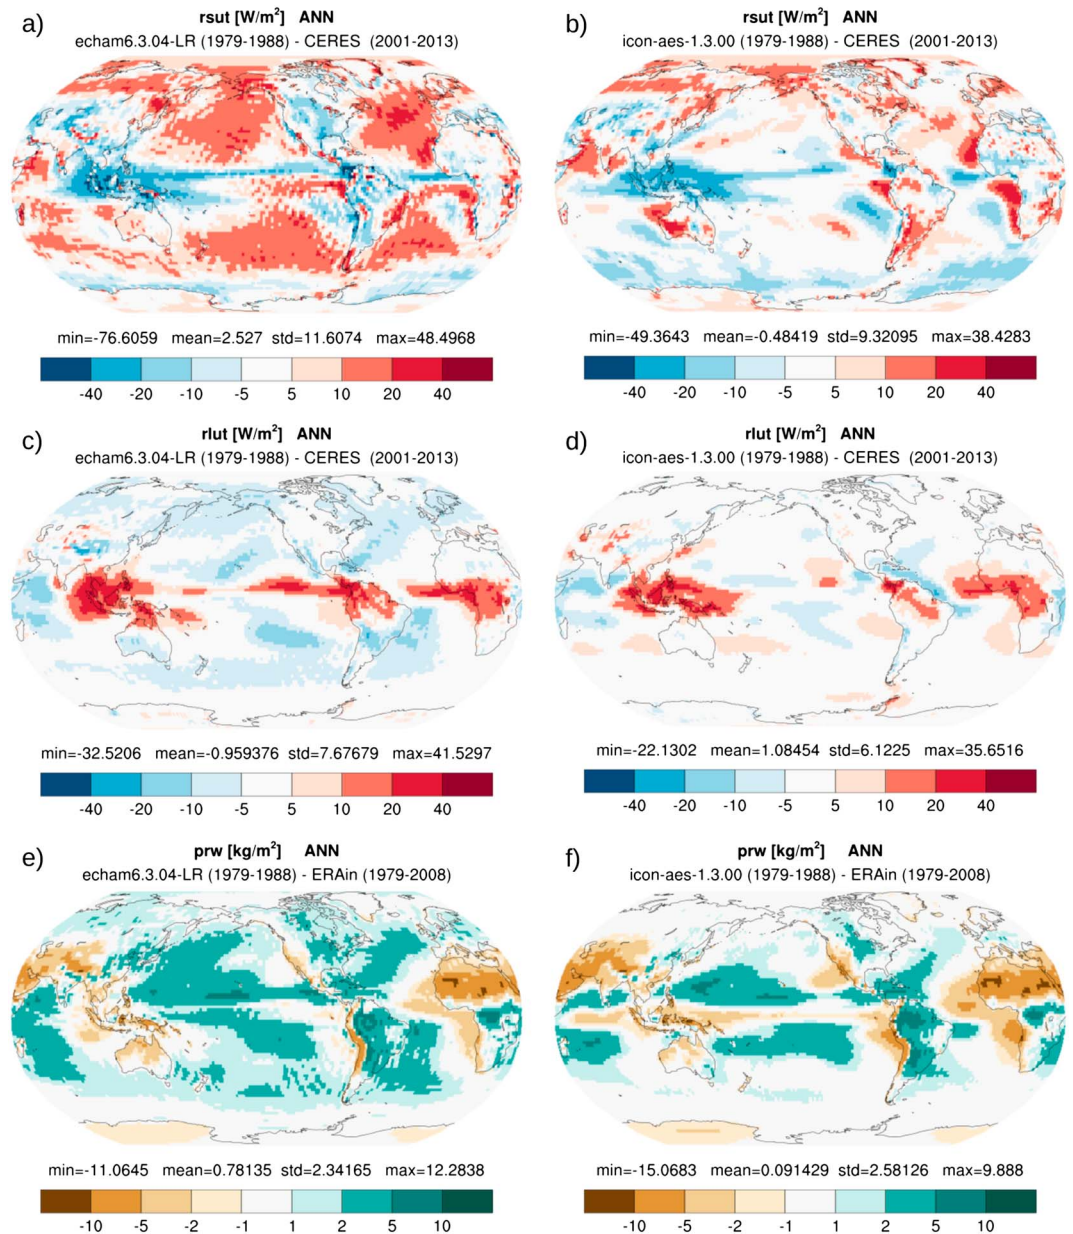 a)
rsut [W/m²] ANN
echam6.3.04-LR (1979-1988) - CERES (2001-2013)
min=-76.6059 mean=2.527 std=11.6074 max=48.4968
-40 -20 -10 -5 5 10 20 40
b)
rsut [W/m²] ANN
icon-aes-1.3.00 (1979-1988) - CERES (2001-2013)
min=-49.3643 mean=-0.48419 std=9.32095 max=38.4283
-40 -20 -10 -5 5 10 20 40
c)
rlut [W/m²] ANN
echam6.3.04-LR (1979-1988) - CERES (2001-2013)
min=-32.5206 mean=-0.959376 std=7.67679 max=41.5297
-40 -20 -10 -5 5 10 20 40
d)
rlut [W/m²] ANN
icon-aes-1.3.00 (1979-1988) - CERES (2001-2013)
min=-22.1302 mean=1.08454 std=6.1225 max=35.6516
-40 -20 -10 -5 5 10 20 40
e)
prw [kg/m²] ANN
echam6.3.04-LR (1979-1988) - ERAin (1979-2008)
min=-11.0645 mean=0.78135 std=2.34165 max=12.2838
-10 -5 -2 -1 1 2 5 10
f)
prw [kg/m²] ANN
icon-aes-1.3.00 (1979-1988) - ERAin (1979-2008)
min=-15.0683 mean=0.091429 std=2.58126 max=9.888
-10 -5 -2 -1 1 2 5 10